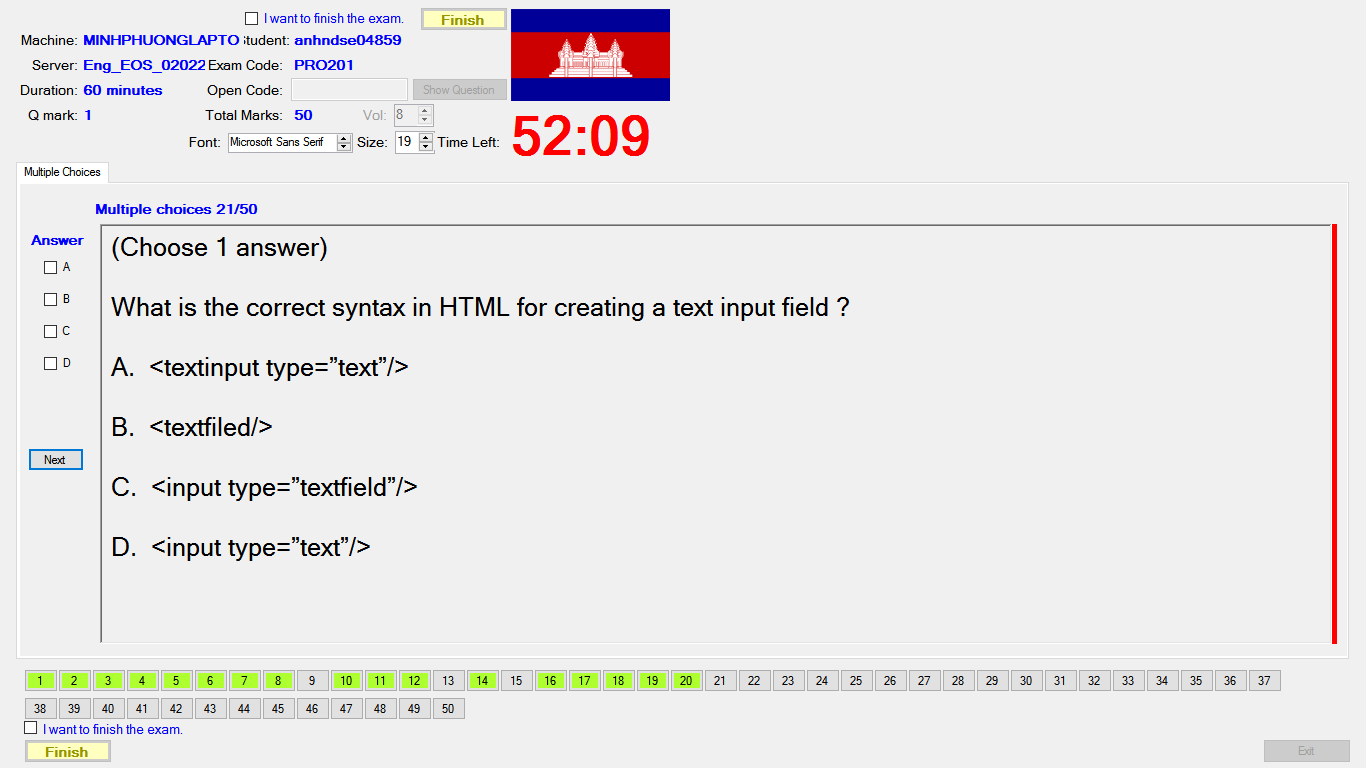 I want to finish the exam. Finish
Machine: MINHPHUONGLAPTO Student: anhndse04859
Server: Eng_EOS_02022 Exam Code: PRO201
Duration: 60 minutes Open Code: Show Question
Q mark: 1 Total Marks: 50 Vol: 8
Font: Microsoft Sans Serif Size: 19 Time Left: 52:09
Multiple Choices
Multiple choices 21/50
Answer
A
B
C
D
Next
(Choose 1 answer)
What is the correct syntax in HTML for creating a text input field ?
A. <textinput type=”text”/>
B. <textfiled/>
C. <input type=”textfield”/>
D. <input type=”text”/>
1 2 3 4 5 6 7 8 9 10 11 12 13 14 15 16 17 18 19 20 21 22 23 24 25 26 27 28 29 30 31 32 33 34 35 36 37
38 39 40 41 42 43 44 45 46 47 48 49 50
I want to finish the exam.
Finish Exit